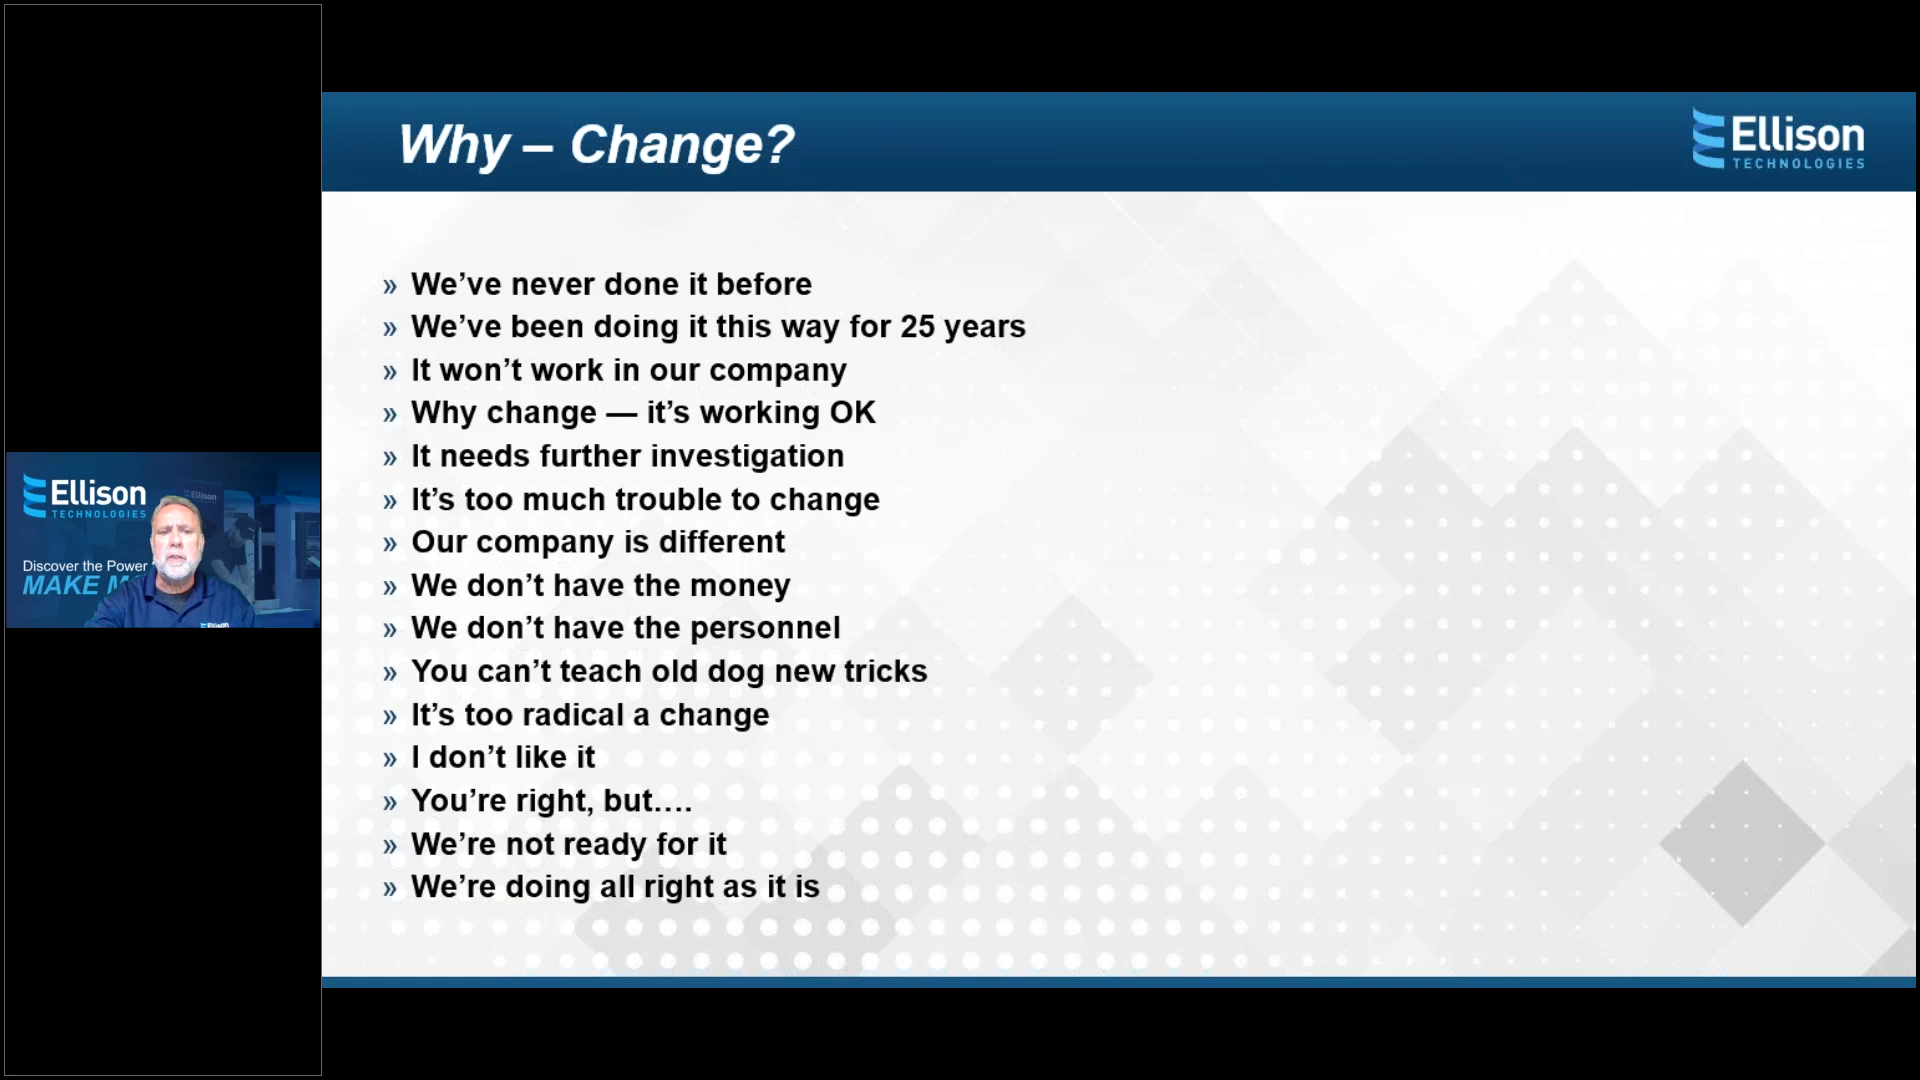 Why – Change?
Ellison
TECHNOLOGIES
» We’ve never done it before
» We’ve been doing it this way for 25 years
» It won’t work in our company
» Why change — it’s working OK
» It needs further investigation
» It’s too much trouble to change
» Our company is different
» We don’t have the money
» We don’t have the personnel
» You can’t teach old dog new tricks
» It’s too radical a change
» I don’t like it
» You’re right, but….
» We’re not ready for it
» We’re doing all right as it is
Ellison
TECHNOLOGIES
Ellison
Discover the Power
MAKE
Ellison